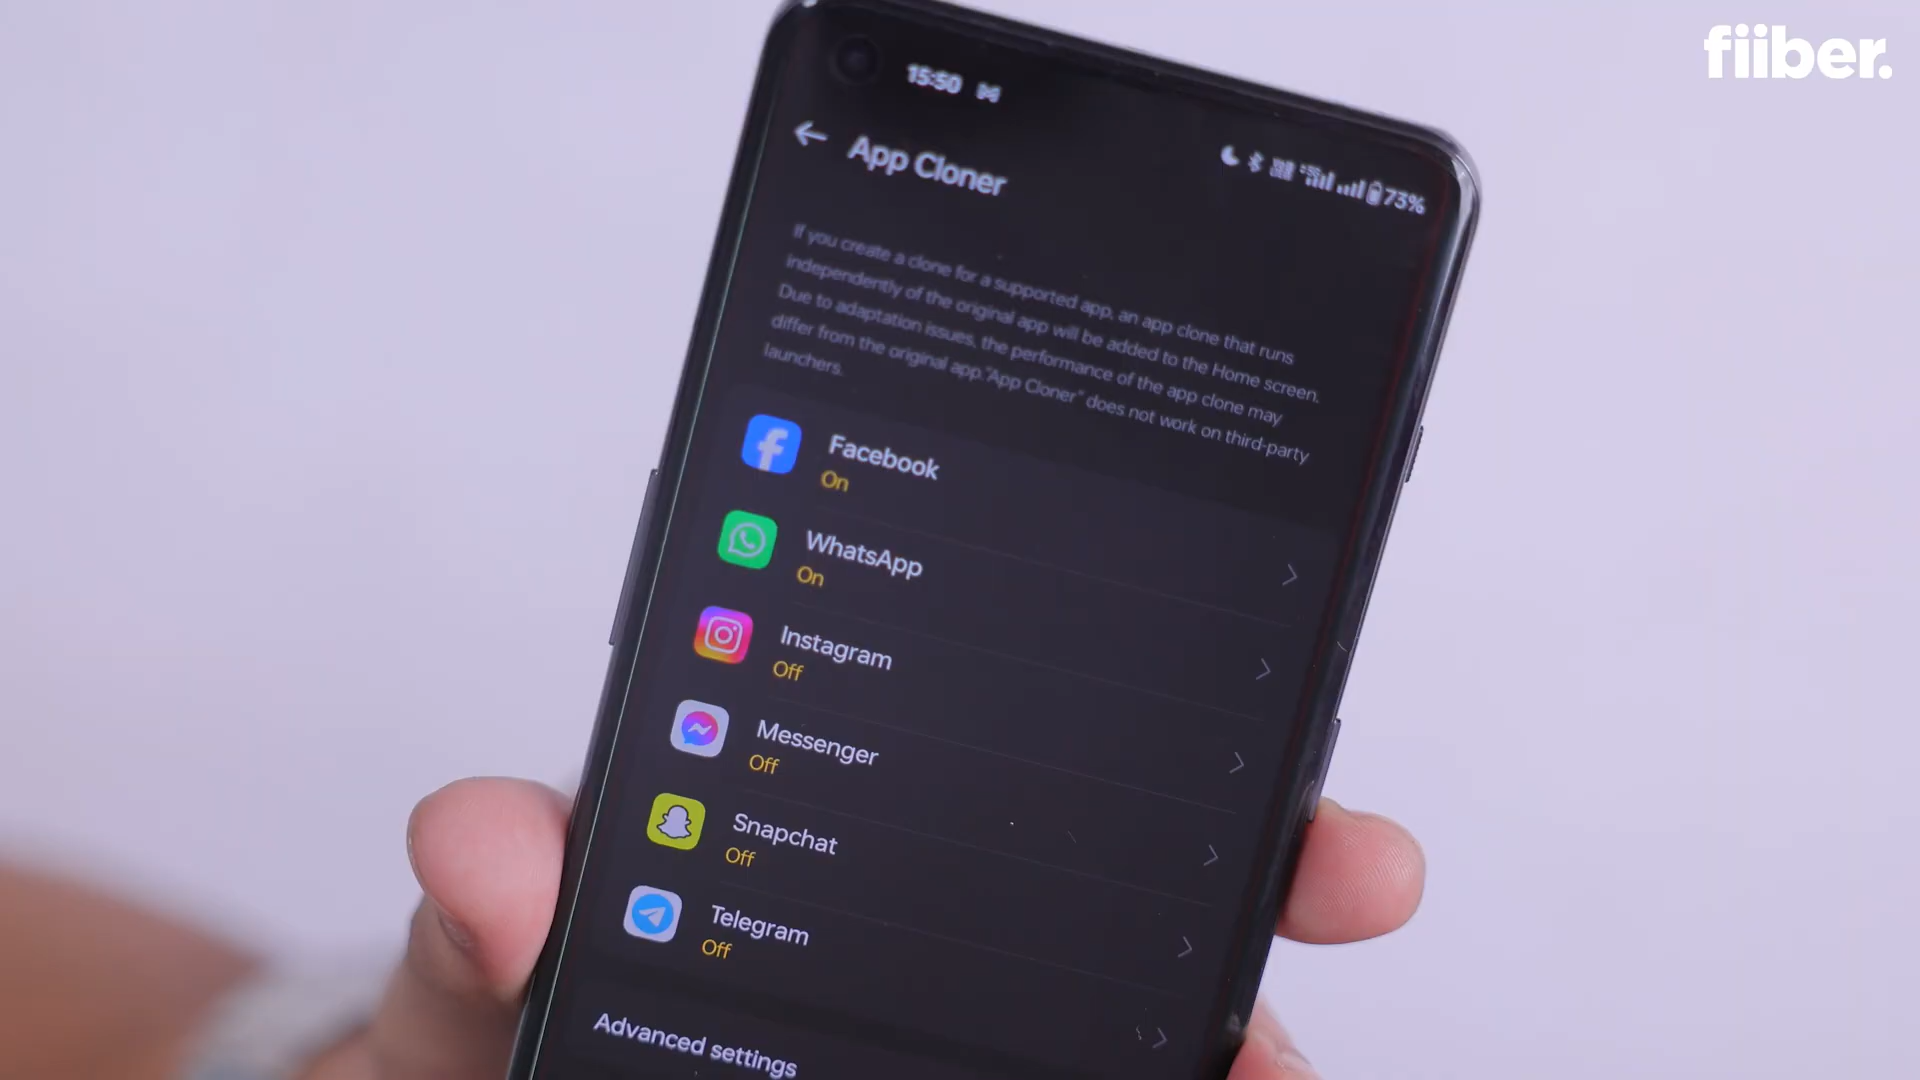 fiiber.
15:50
73%
App Cloner
If you create a clone for a supported app, an app clone that runs
independently of the original app will be added to the Home screen.
Due to adaptation issues, the performance of the app clone may
differ from the original app. "App Cloner" does not work on third-party
launchers.
Facebook
On
WhatsApp
On
Instagram
Off
Messenger
Off
Snapchat
Off
Telegram
Off
Advanced settings